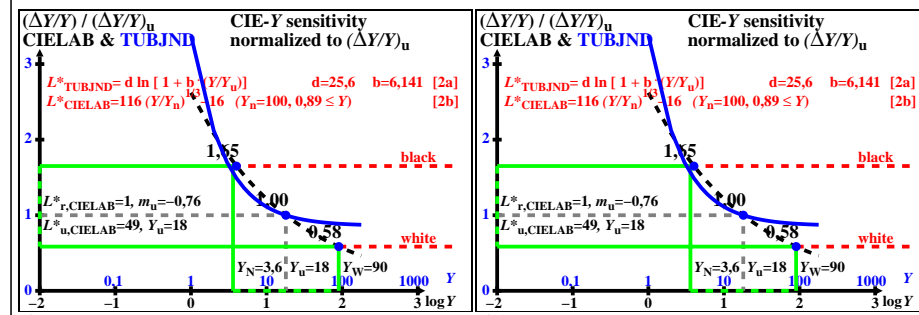 (ΔY/Y) / (ΔY/Y)u CIE-Y sensitivity
CIELAB & TUBJND normalized to (ΔY/Y)u
3
L*TUBJND= d ln [ 1 + b (Y/Yu)] d=25,6 b=6,141 [2a]
L*CIELAB=116 (Y/Yn)^1/3−16 (Yn=100, 0,89 ≤ Y) [2b]
2
1,65
black
L*r,CIELAB=1, mu=−0,76
1,00
1
L*u,CIELAB=49, Yu=18
0,58
white
YN=3,6 Yu=18 YW=90
0,1 1 10 100 1000 Y
0
−2 −1 0 1 2 3 log Y
(ΔY/Y) / (ΔY/Y)u CIE-Y sensitivity
CIELAB & TUBJND normalized to (ΔY/Y)u
3
L*TUBJND= d ln [ 1 + b (Y/Yu)] d=25,6 b=6,141 [2a]
L*CIELAB=116 (Y/Yn)^1/3−16 (Yn=100, 0,89 ≤ Y) [2b]
2
1,65
black
L*r,CIELAB=1, mu=−0,76
1,00
1
L*u,CIELAB=49, Yu=18
0,58
white
YN=3,6 Yu=18 YW=90
0,1 1 10 100 1000 Y
0
−2 −1 0 1 2 3 log Y